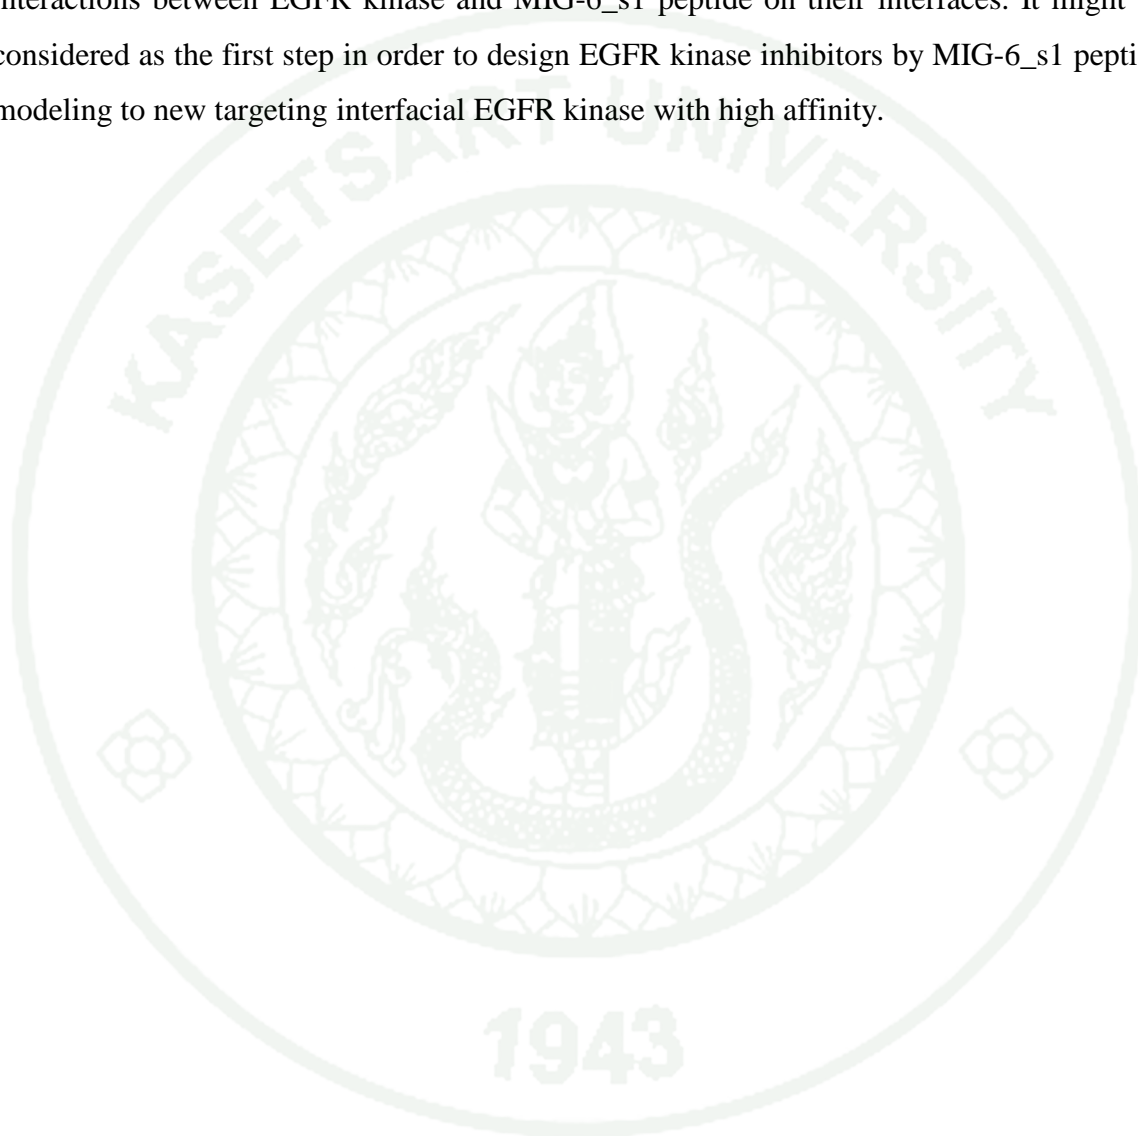 nteractions between EGFR kinase and MIG-6_s1 peptide on their interfaces. It might
considered as the first step in order to design EGFR kinase inhibitors by MIG-6_s1 pepti
modeling to new targeting interfacial EGFR kinase with high affinity.
KASETSART UNIVERSITY
1943